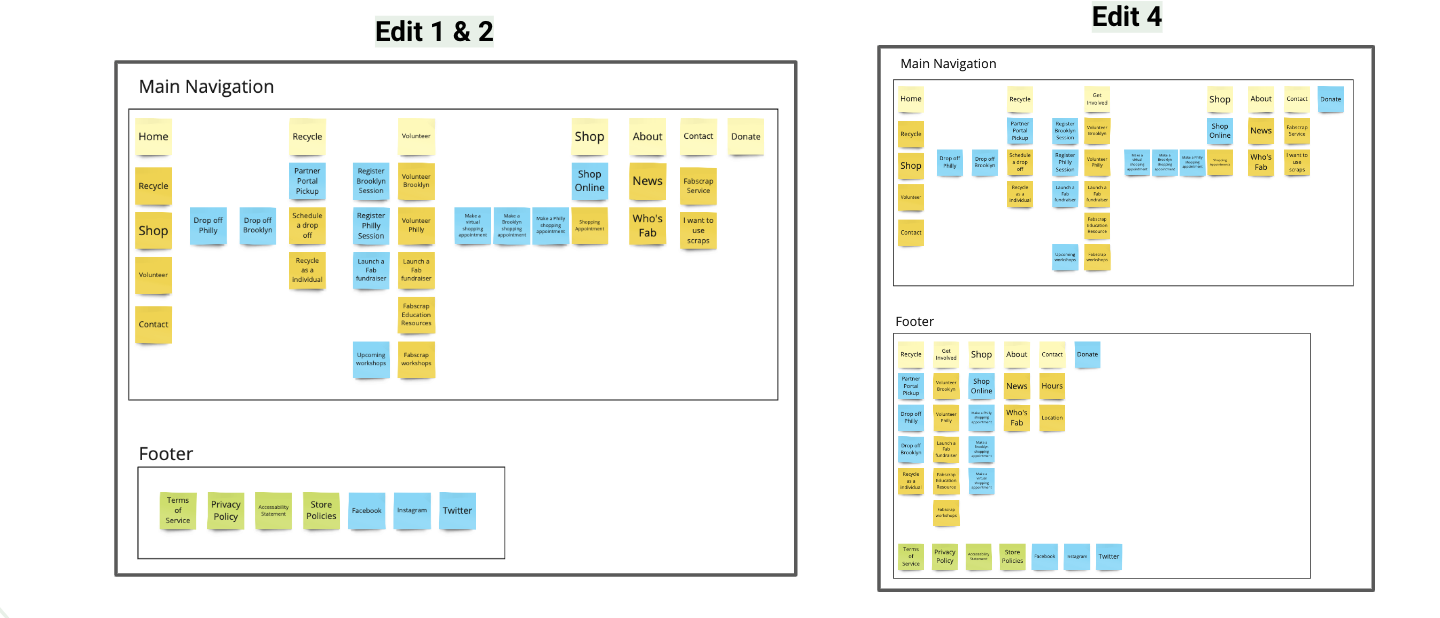 Edit 1 & 2
Main Navigation
Home
Recycle
Volunteer
Shop
About
Contact
Donate
Recycle
Partner
Portal
Pickup
Register
Brooklyn
Session
Volunteer
Brooklyn
Shop
Online
News
Fabscrap
Service
Shop
Drop off
Philly
Drop off
Brooklyn
Schedule
a drop
off
Register
Philly
Session
Volunteer
Philly
Make a
virtual
shopping
appointment
Make a
Brooklyn
shopping
appoinement
Make a Philly
shopping
appointment
Shopping
Appointment
Who's
Fab
I want to
use
scraps
Volunteer
Recycle
as a
individual
Launch a
Fab
fundraiser
Launch a
Fab
fundraiser
Contact
Fabscrap
Education
Resources
Upcoming
workshops
Fabscrap
workshops
Footer
Terms
of
Service
Privacy
Policy
Accessability
Statement
Store
Policies
Facebook
Instagram
Twitter
Edit 4
Main Navigation
Home
Recycle
Get
Involved
Shop
About
Contact
Donate
Recycle
Partner
Portal
Pickup
Register
Brooklyn
Session
Volunteer
Brooklyn
Shop
Online
News
Fabscrap
Service
Shop
Drop off
Philly
Drop off
Brooklyn
Schedule
a drop
off
Register
Philly
Session
Volunteer
Philly
Make a
virtual
shopping
appointment
Make a
Brooklyn
shopping
appointment
Make a Philly
shopping
appointment
Shopping
Appointment
Who's
Fab
I want to
use
scraps
Volunteer
Recycle
as a
individual
Launch a
Fab
fundraiser
Launch a
Fab
fundraiser
Contact
Fabscrap
Education
Resource
Upcoming
workshops
Fabscrap
workshops
Footer
Recycle
Get
Involved
Shop
About
Contact
Donate
Partner
Portal
Pickup
Volunteer
Brooklyn
Shop
Online
News
Hours
Drop off
Philly
Volunteer
Philly
Make a Philly
shopping
appointment
Who's
Fab
Location
Drop off
Brooklyn
Launch a
Fab
fundraiser
Make a
Brooklyn
shopping
appointment
Recycle
as a
individual
Fabscrap
Education
Resource
Make a
virtual
shopping
appointment
Fabscrap
workshops
Terms
of
Service
Privacy
Policy
Accessability
Statement
Store
Policies
Facebook
Instagram
Twitter